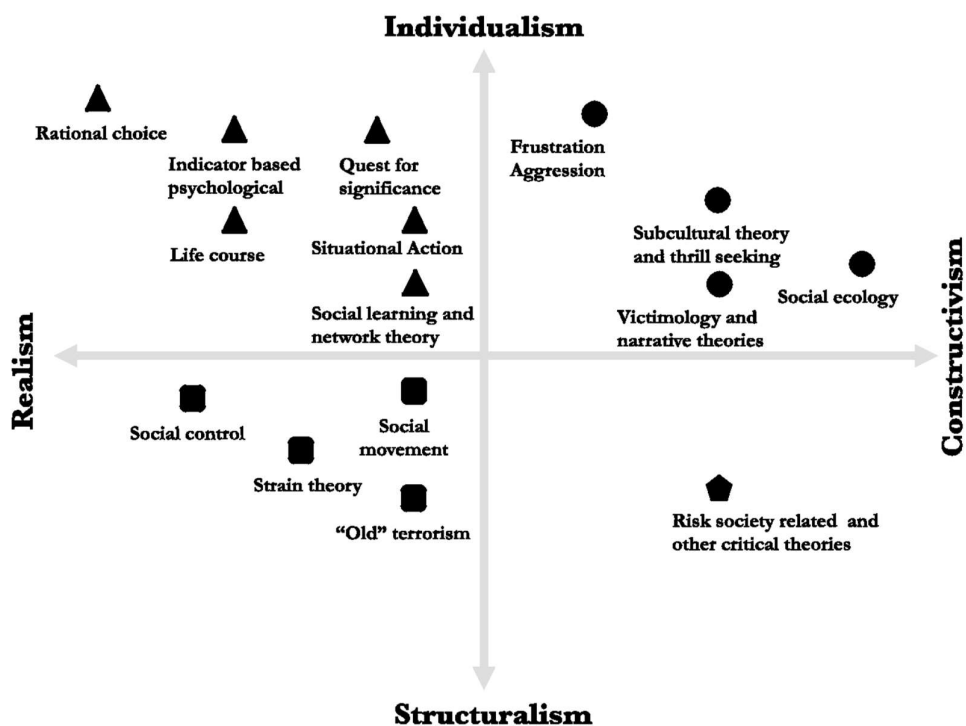 Individualism
Rational choice
Indicator based
psychological
Quest for
significance
Frustration
Aggression
Life course
Situational Action
Subcultural theory
and thrill seeking
Social ecology
Social learning and
network theory
Victimology and
narrative theories
Realism
Constructivism
Social control
Social
movement
Strain theory
“Old” terrorism
Risk society related and
other critical theories
Structuralism